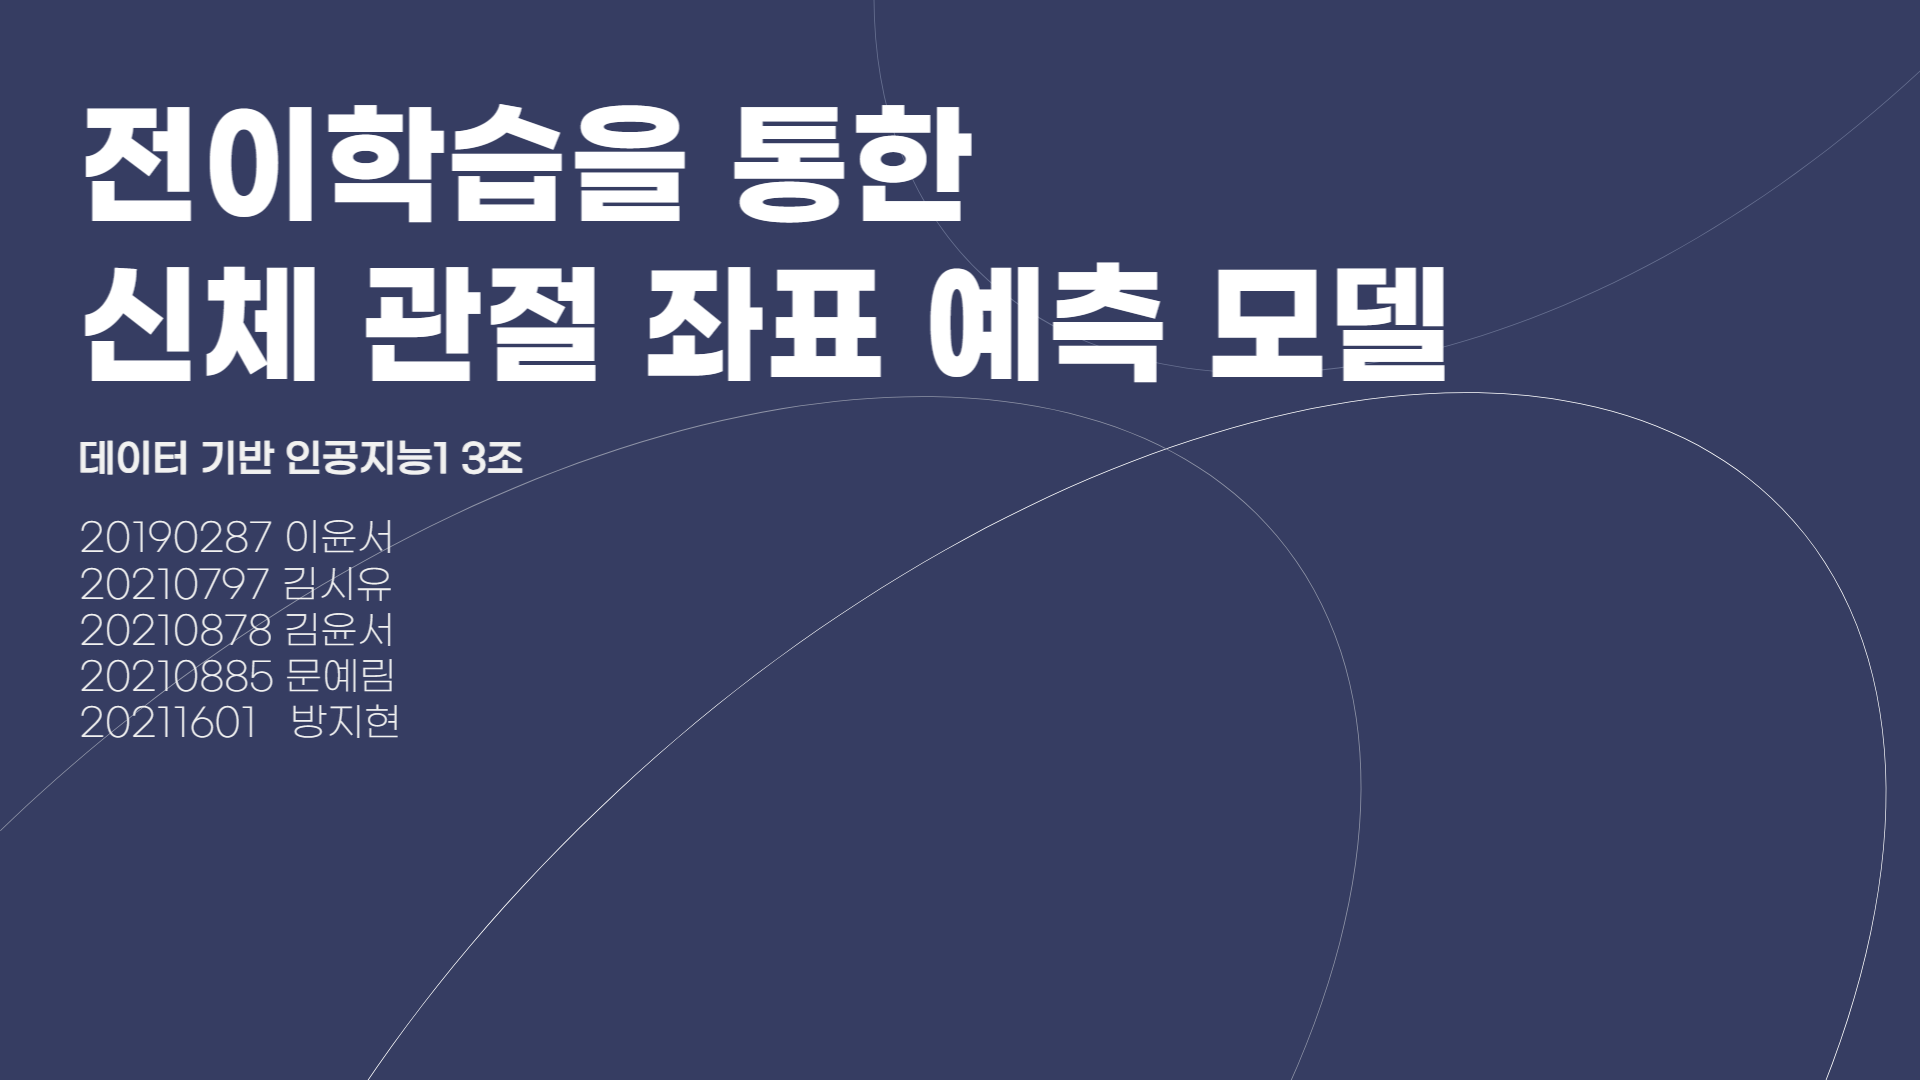 전이학습을 통한
신체 관절 좌표 예측 모델
데이터 기반 인공지능1 3조
20190287 이윤서
20210797 김시유
20210878 김윤서
20210885 문예림
20211601 방지현